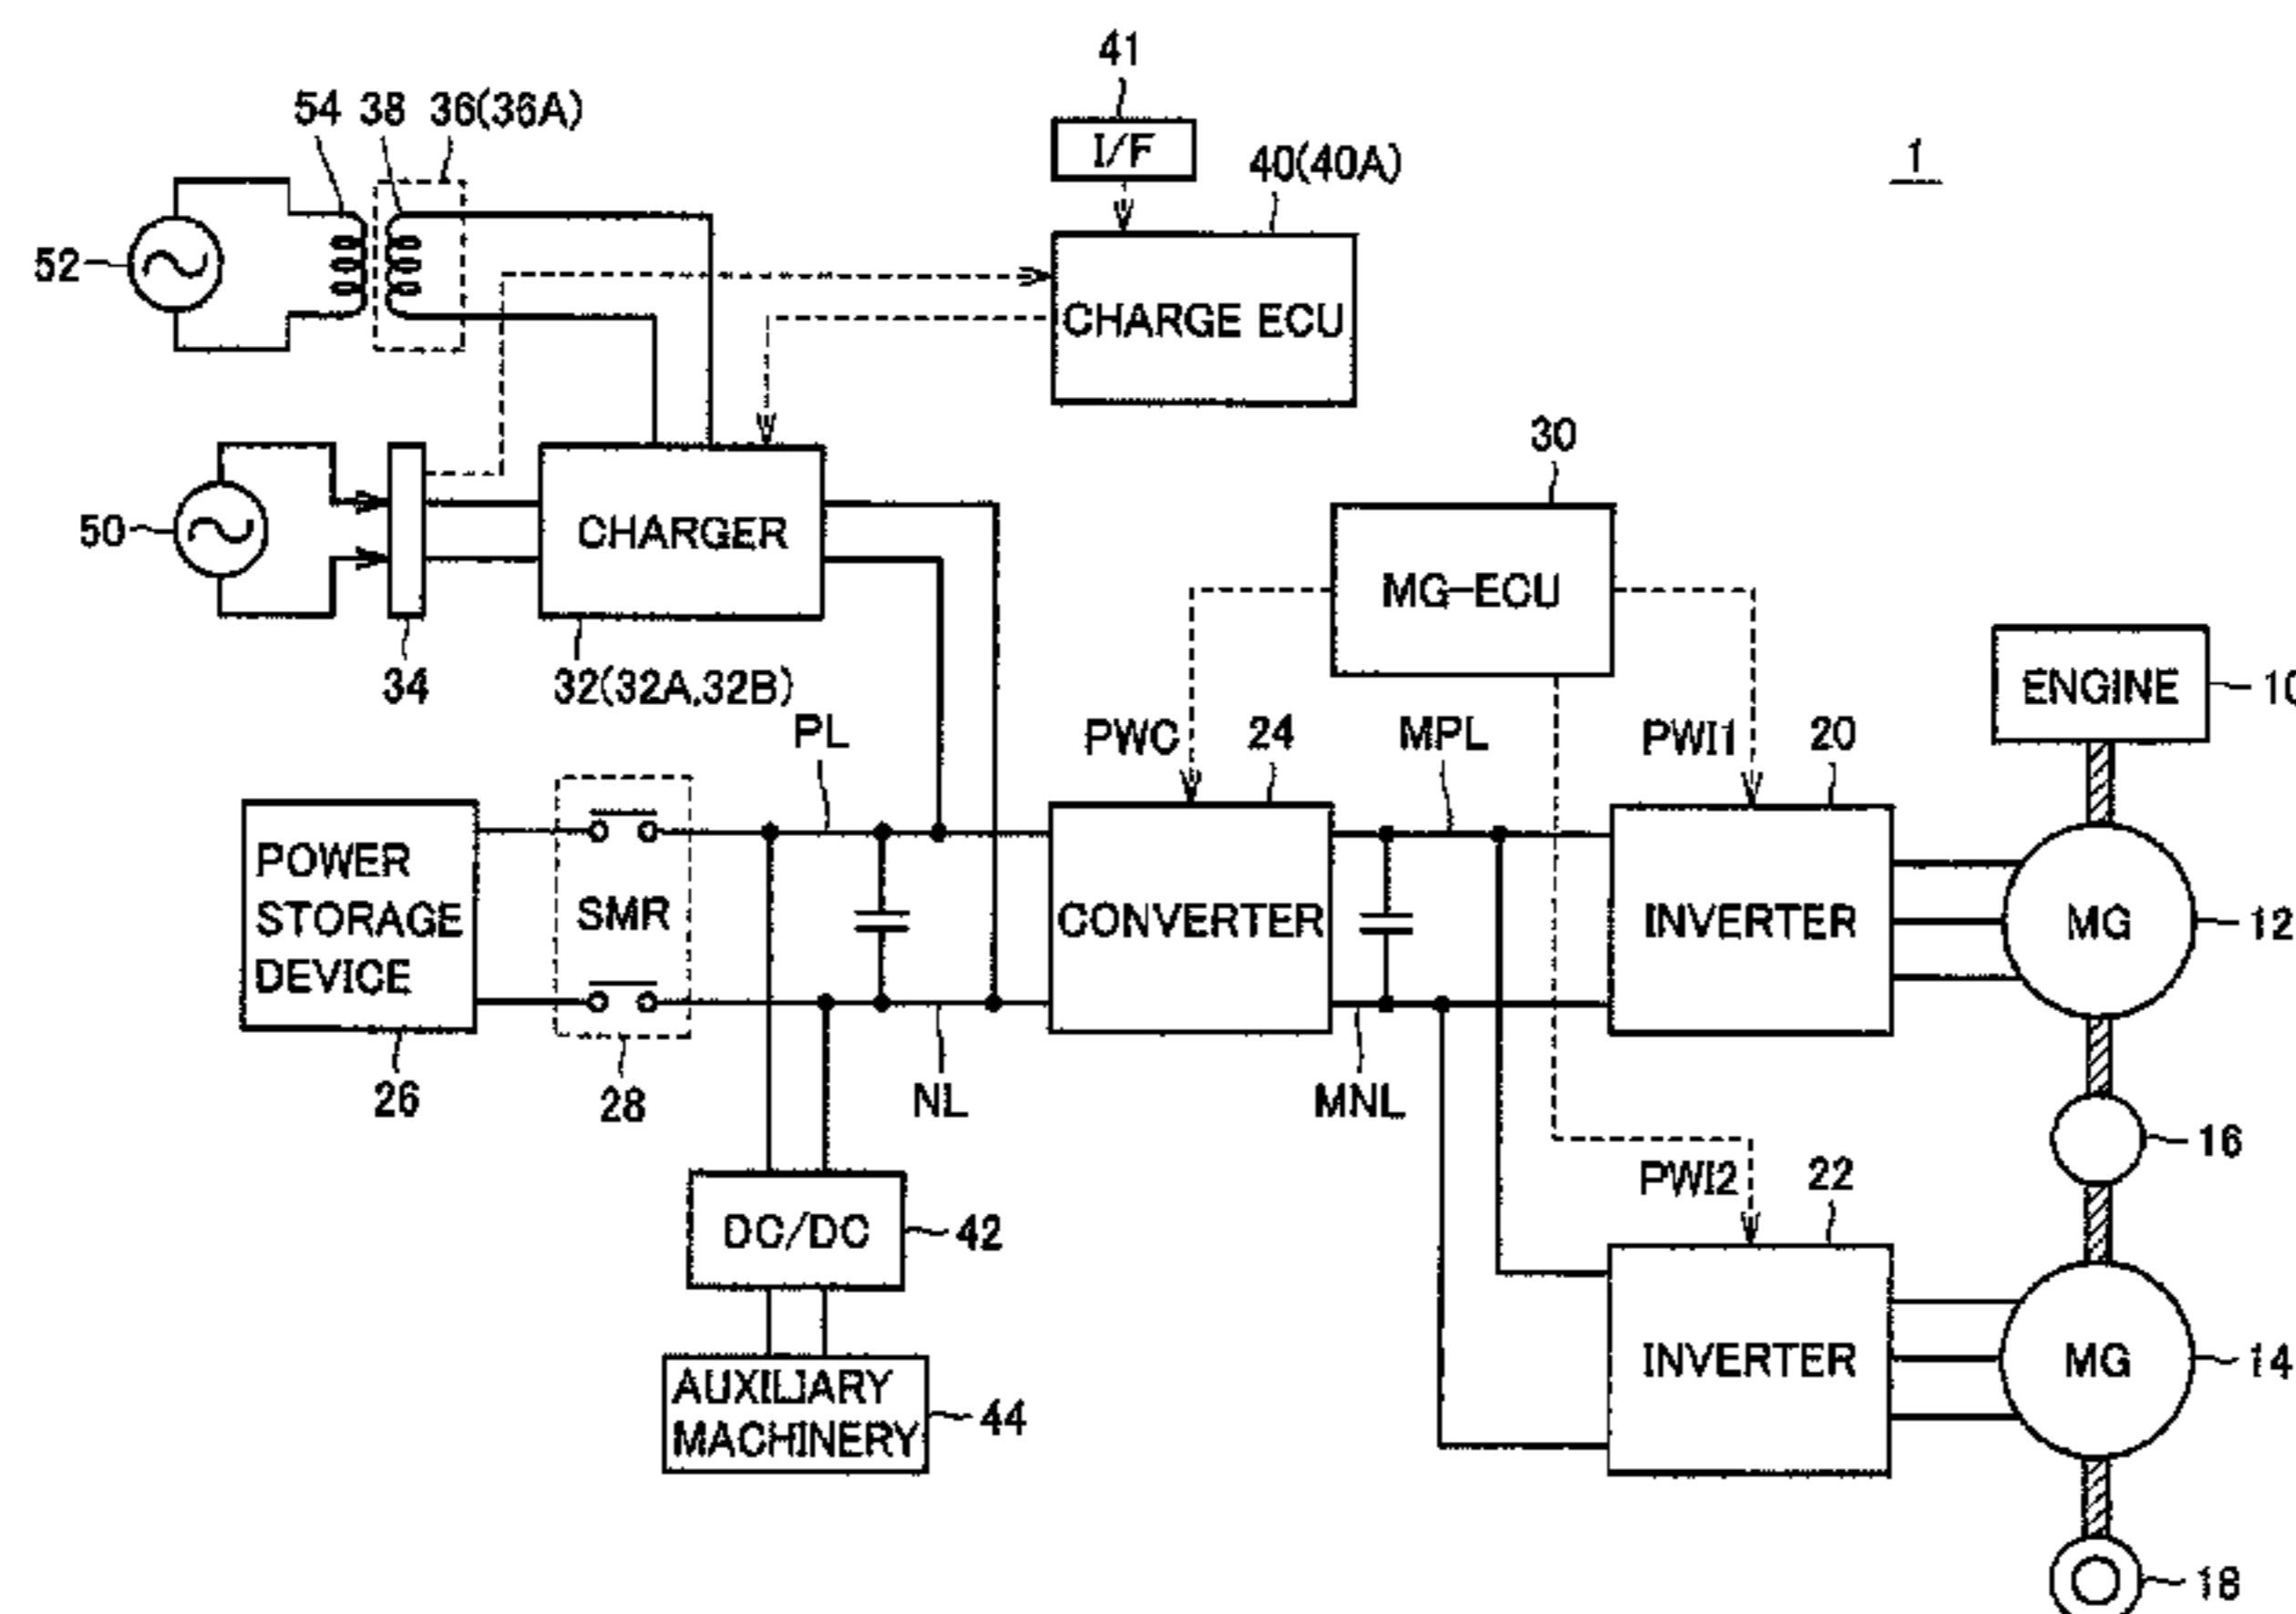 41
54 38 36(36A)
I/F
40(40A)
1
52
CHARGE ECU
30
50
CHARGER
MG-ECU
34
32(32A,32B)
ENGINE
PL
PWC
24
MPL
PWI1
20
POWER
STORAGE
DEVICE
SMR
CONVERTER
INVERTER
MG
12
26
28
NL
MNL
16
PWI2
22
DC/DC
42
INVERTER
MG
14
AUXILIARY
MACHINERY
44
18